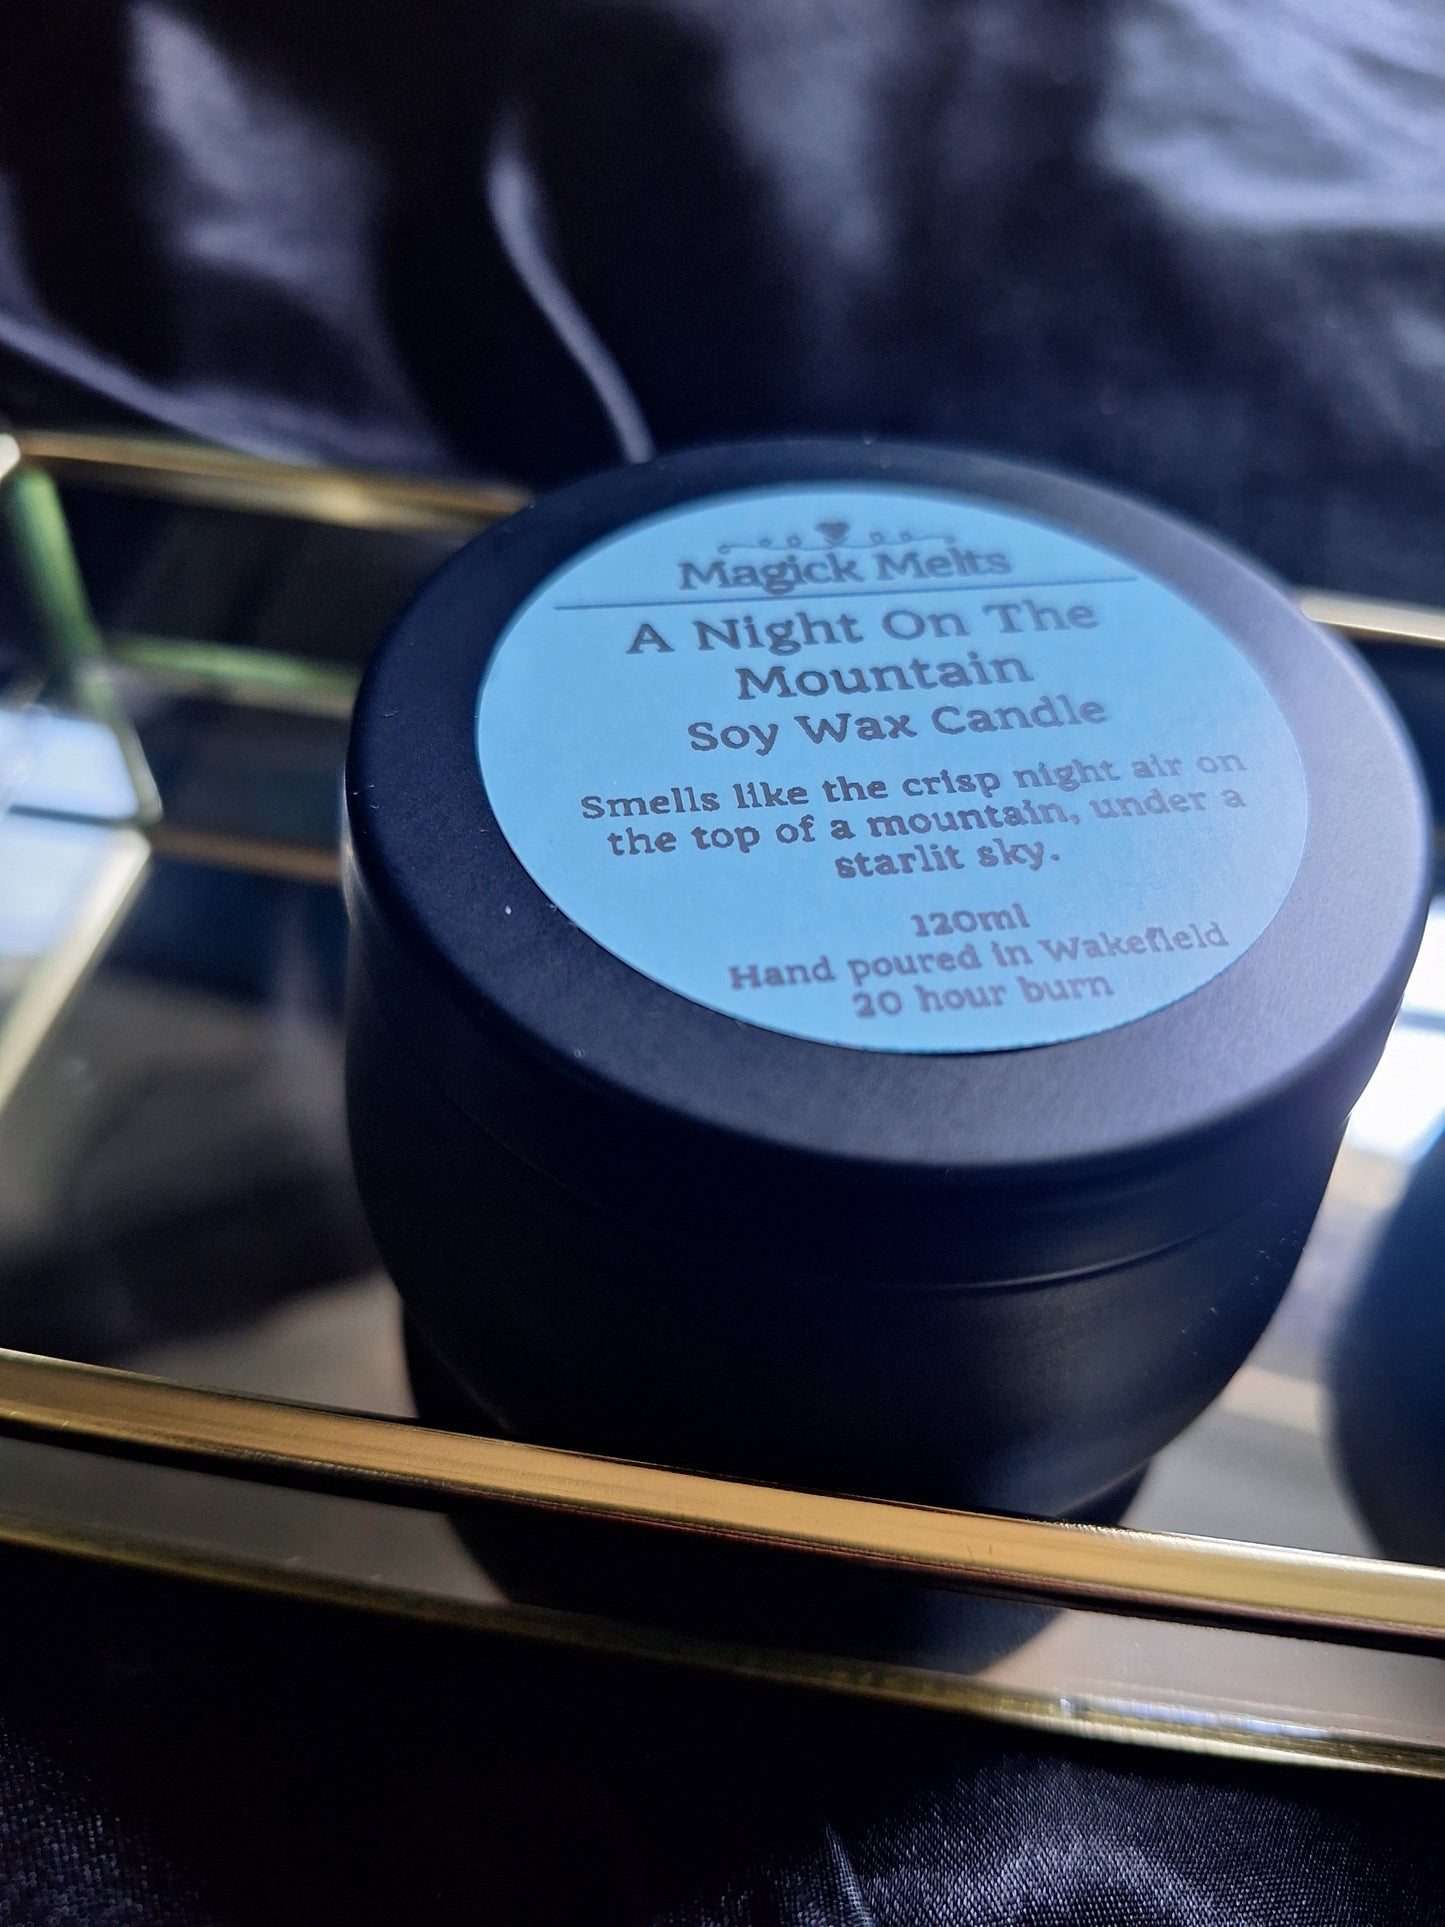 Magick Melts
A Night On The
Mountain
Soy Wax Candle
Smells like the crisp night air on
the top of a mountain, under a
starlit sky.
120ml
Hand poured in Wakefield
20 hour burn